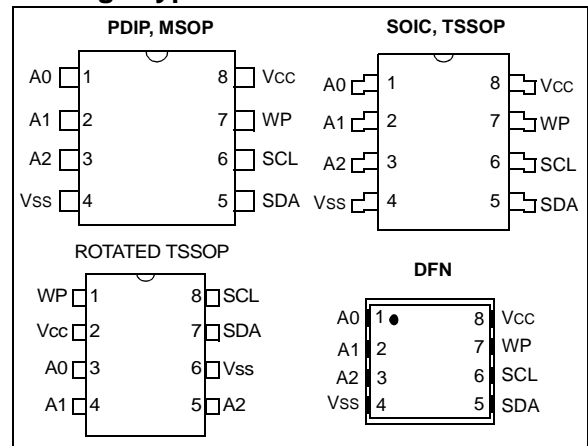 PDIP, MSOP
A0 1 8 VCC
A1 2 7 WP
A2 3 6 SCL
VSS 4 5 SDA
SOIC, TSSOP
A0 1 8 VCC
A1 2 7 WP
A2 3 6 SCL
VSS 4 5 SDA
ROTATED TSSOP
WP 1 8 SCL
Vcc 2 7 SDA
A0 3 6 Vss
A1 4 5 A2
DFN
A0 1 8 VCC
A1 2 7 WP
A2 3 6 SCL
VSS 4 5 SDA